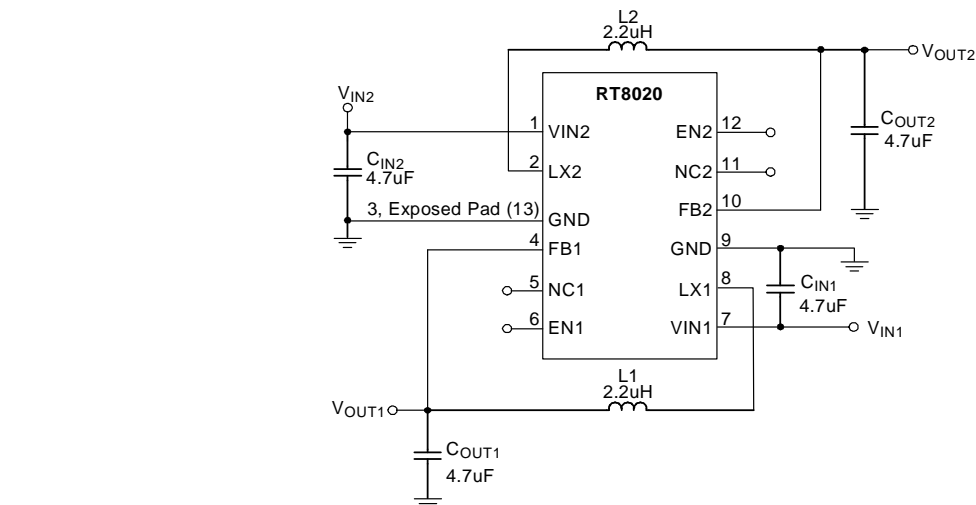 L2
2.2uH
VOUT2
RT8020
VIN2
1 VIN2
EN2 12
COUT2
4.7uF
CIN2
4.7uF
2 LX2
NC2 11
3, Exposed Pad (13) GND
FB2 10
4 FB1
GND 9
5 NC1
LX1 8
CIN1
4.7uF
6 EN1
VIN1 7
VIN1
L1
2.2uH
VOUT1
COUT1
4.7uF